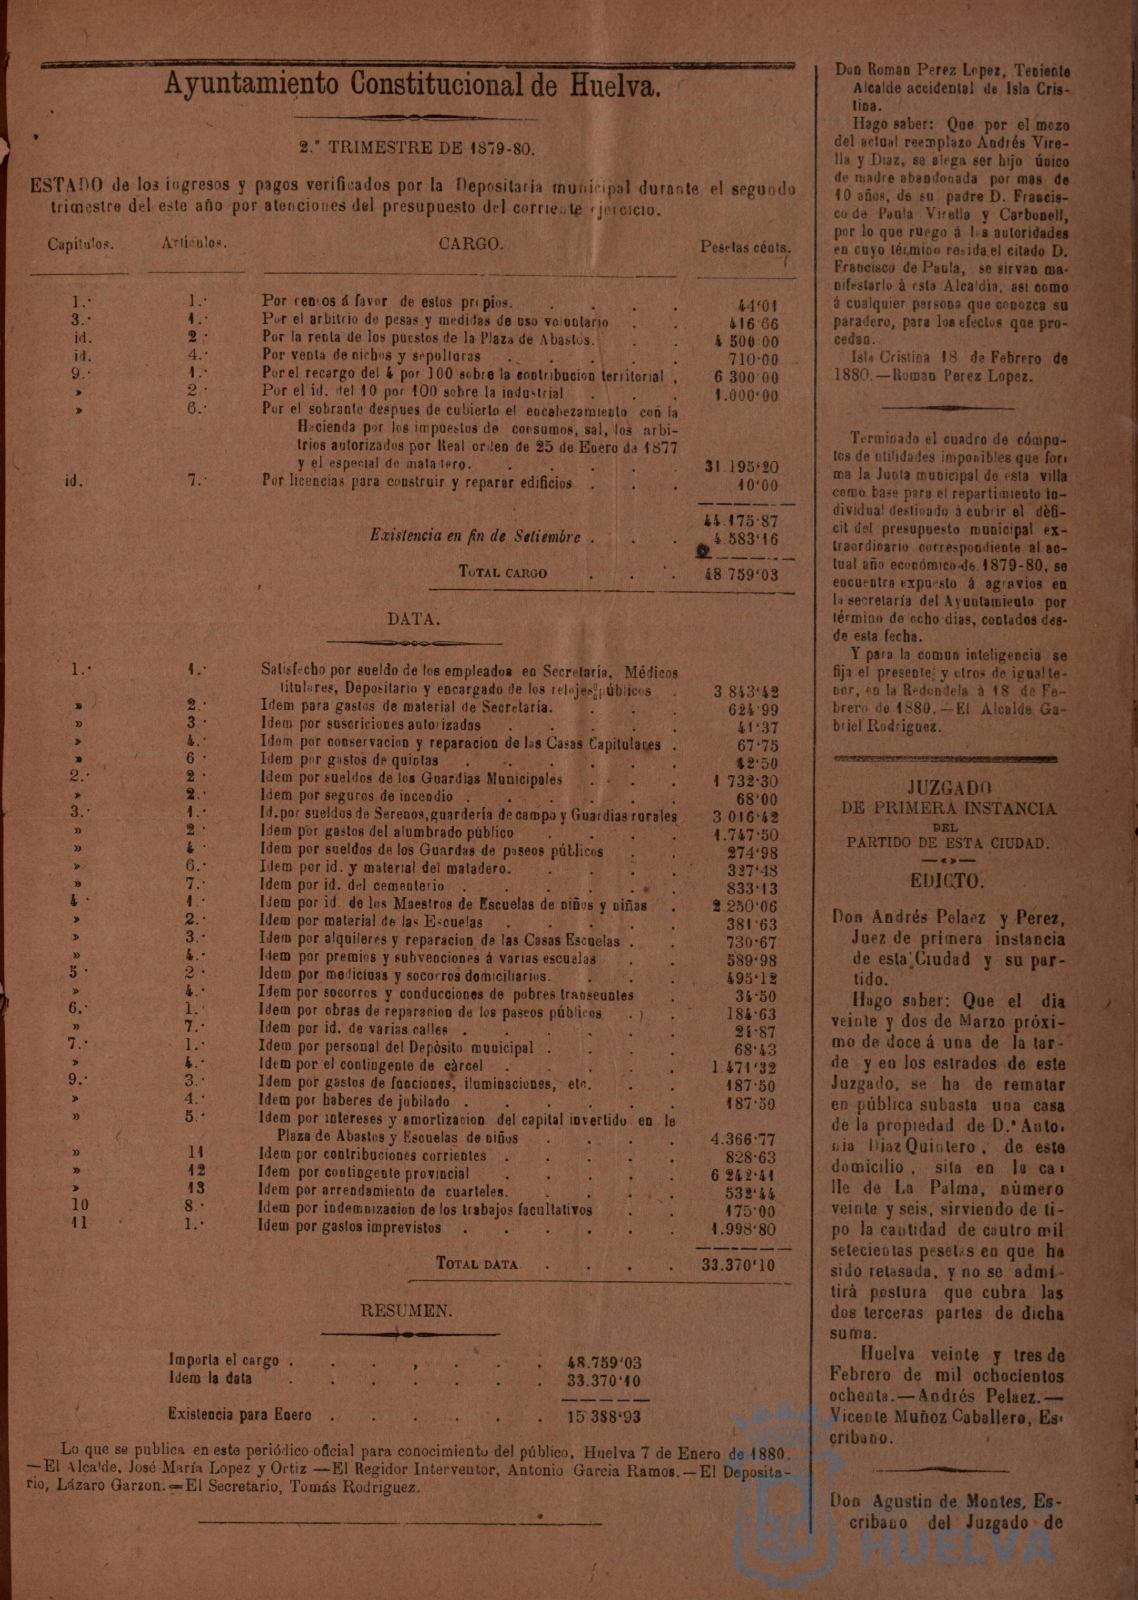 Ayuntamiento Constitucional de Huelva.
2.º TRIMESTRE DE 1879-80.
ESTADO de los ingresos y pagos verificados por la Depositaría municipal durante el segundo
trimestre del este año por atenciones del presupuesto del corriente ejercicio.
Capitulos. Artículos. CARGO. Pesetas cénts.
1.º 1.º Por censos á favor de estos propios. 44'01
3.º 1.º Por el arbitrio de pesas y medidas de uso voluntario 416'66
id. 2º Por la renta de los puestos de la Plaza de Abastos. 4 500'00
id. 4.º Por venta de nichos y sepulturas 710'00
9.º 1.º Por el recargo del 4 por 100 sobre la contribucion territorial 6 300'00
» 2º Por el id. del 10 por 100 sobre la industrial 1.000'00
» 6.º Por el sobrante despues de cubierto el encabezamiento con la
Hacienda por los impuestos de consumos, sal, los arbi-
trios autorizados por Real orden de 25 de Enero de 1877
y el especial de matadero. 31.195'20
id. 7.º Por licencias para construir y reparar edificios 10'00
44.175'87
Existencia en fin de Setiembre . 4.583'16
TOTAL CARGO 48 759'03
DATA.
1.º 1.º Satisfecho por sueldo de los empleados en Secretaría, Médicos
titulares, Depositario y encargado de los relojes públicos 3 843'42
» 2.º Idem para gastos de material de Secretaría. 624'99
» 3º Idem por suscriciones autorizadas 41'37
» 4.º Idem por conservacion y reparacion de las Casas Capitulares . 67'75
» 6º Idem por gastos de quintas 42'50
2.º 2º Idem por sueldos de los Guardias Municipales 1 732'30
» 2.º Idem por seguros de incendio . 68'00
3.º 1.º Id. por sueldos de Serenos, guardería de campo y Guardias rurales 3 016'42
» 2º Idem por gastos del alumbrado público 1.747'50
» 4º Idem por sueldos de los Guardas de paseos públicos 274'98
» 6.º Idem por id. y material del matadero. 327'48
» 7.º Idem por id. del cementerio 833'13
4º 1.º Idem por id. de los Maestros de Escuelas de niños y niñas 2.250'06
» 2.º Idem por material de las Escuelas 381'63
» 3.º Idem por alquileres y reparacion de las Casas Escuelas . 730'67
» 4.º Idem por premios y subvenciones á varias escuelas 589'98
5º 2º Idem por medicinas y socorros domiciliarios. 495'12
» 4.º Idem por socorros y conducciones de pobres transeuntes 34'50
6.º 1.º Idem por obras de reparacion de los paseos públicos 184'63
» 7.º Idem por id. de varias calles . 24'87
7.º 1.º Idem por personal del Depósito municipal . 68'43
» 4.º Idem por el contingente de cárcel 1.471'32
9.º 3.º Idem por gastos de funciones, iluminaciones, etc. 187'50
» 4.º Idem por haberes de jubilado . 187'50
» 5.º Idem por intereses y amortizacion del capital invertido en la
Plaza de Abastos y Escuelas de niños 4.366'77
» 11 Idem por contribuciones corrientes . 828'63
» 12 Idem por contingente provincial 6 242'41
» 13 Idem por arrendamiento de cuarteles. 532'44
10 8.º Idem por indemnizacion de los trabajos facultativos 175'00
11 1.º Idem por gastos imprevistos . 1.998'80
TOTAL DATA. 33.370'10
RESUMEN.
Importa el cargo . 48.759'03
Idem la data 33.370'10
Existencia para Enero . 15 388'93
Lo que se publica en este periódico oficial para conocimiento del público, Huelva 7 de Enero de 1880.
—El Alcalde, José María Lopez y Ortiz —El Regidor Interventor, Antonio Garcia Ramos.—El Deposita-
rio, Lázaro Garzon.—El Secretario, Tomás Rodriguez.
Don Roman Perez Lopez, Teniente
Alcalde accidental de Isla Cris-
tina.
Hago saber: Que por el mozo
del actual reemplazo Andrés Vire-
lla y Diaz, se alega ser hijo único
de madre abandonada por mas de
10 años, de su padre D. Francis-
co de Paula Virella y Carbonell,
por lo que ruego á las autoridades
en cuyo término resida el citado D.
Francisco de Paula, se sirvan ma-
nifestarlo á esta Alcaldía, así como
á cualquier persona que conozca su
paradero, para los efectos que pro-
cedan.
Isla Cristina 18 de Febrero de
1880.—Roman Perez Lopez.
Terminado el cuadro de cómpu-
tos de utilidades imponibles que for-
ma la Junta municipal de esta villa
como base para el repartimiento in-
dividual destinado á cubrir el défi-
cit del presupuesto municipal ex-
traordinario correspondiente al ac-
tual año económico de 1879-80, se
encuentra expuesto á agravios en
la secretaría del Ayuntamiento por
término de ocho dias, contados des-
de esta fecha.
Y para la comun inteligencia se
fija el presente y otros de igual te-
nor, en la Redondela á 18 de Fe-
brero de 1880.—El Alcalde Ga-
briel Rodriguez.
JUZGADO
DE PRIMERA INSTANCIA
DEL
PARTIDO DE ESTA CIUDAD.
EDICTO.
Don Andrés Pelaez y Perez,
Juez de primera instancia
de esta Ciudad y su par-
tido.
Hago saber: Que el dia
veinte y dos de Marzo próxi-
mo de doce á una de la tar-
de y en los estrados de este
Juzgado, se ha de rematar
en pública subasta una casa
de la propiedad de D.ª Anto-
nia Diaz Quintero, de este
domicilio, sita en la ca-
lle de La Palma, número
veinte y seis, sirviendo de ti-
po la cantidad de cautro mil
setecientas pesetas en que ha
sido retasada, y no se admi-
tirá postura que cubra las
dos terceras partes de dicha
suma.
Huelva veinte y tres de
Febrero de mil ochocientos
ochenta.—Andrés Pelaez.—
Vicente Muñoz Caballero, Es-
cribano.
Don Agustin de Montes, Es-
cribano del Juzgado de
HUELVA